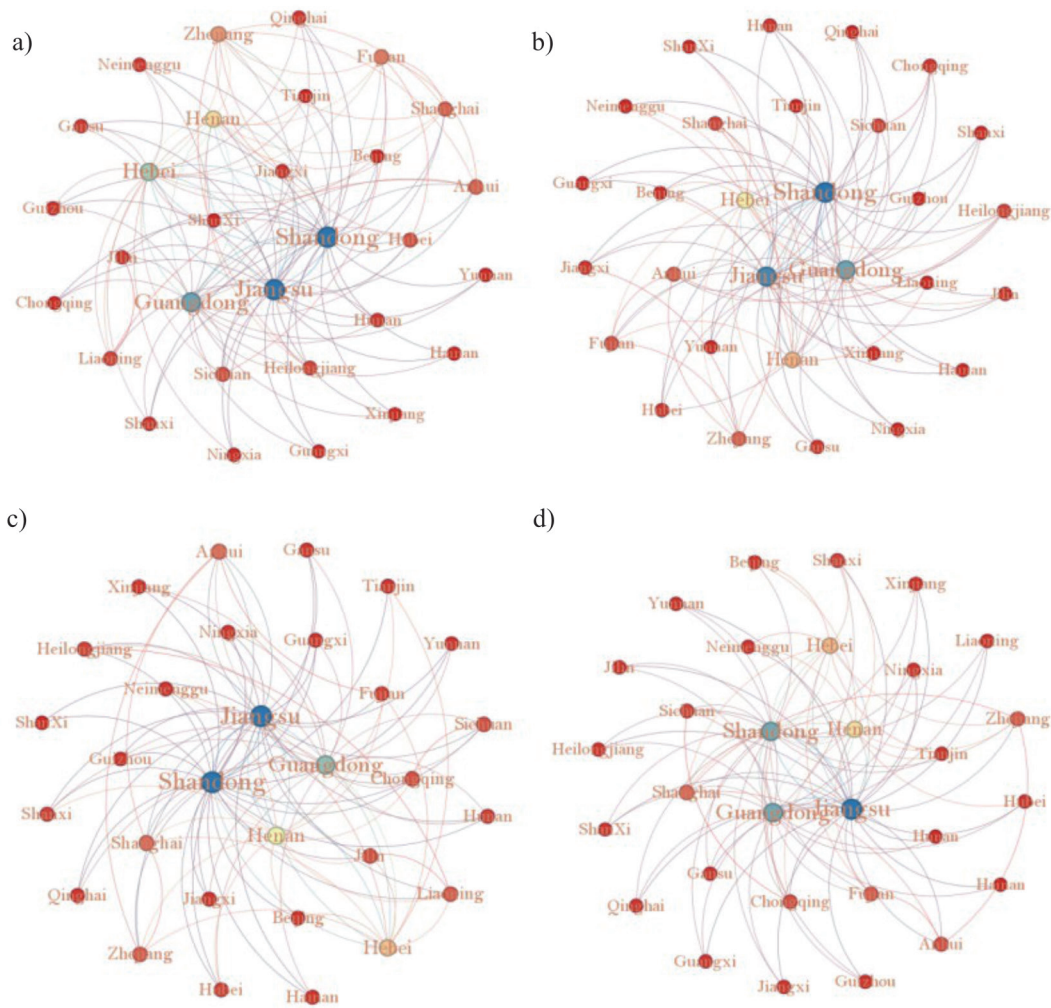 a)
Qinghai
Zhejiang
Fujian
Neimenggu
Tianjin
Shanghai
Henan
Gansu
Beijing
Hebei
Jiangxi
Anhui
Guizhou
ShanXi
Shandong
Hubei
Jilin
Yunnan
Jiangsu
Chongqing
Guangdong
Hunan
Hainan
Liaoning
Sichuan
Heilongjiang
Xinjiang
Shanxi
Ningxia
Guangxi
b)
Hunan
Qinghai
ShanXi
Chongqing
Neimenggu
Tianjin
Shanghai
Sichuan
Shanxi
Guangxi
Beijing
Shandong
Hebei
Guizhou
Heilongjiang
Jiangxi
Anhui
Jiangsu
Guangdong
Liaoning
Jilin
Fujian
Yunnan
Henan
Xinjiang
Hainan
Hubei
Zhejiang
Gansu
Ningxia
c)
Anhui
Gansu
Xinjiang
Tianjin
Ningxia
Guangxi
Yunnan
Heilongjiang
Neimenggu
Fujian
ShanXi
Jiangsu
Sichuan
Guizhou
Guangdong
Shandong
Chongqing
Shanxi
Hunan
Shanghai
Henan
Jilin
Qinghai
Jiangxi
Liaoning
Beijing
Zhejiang
Hebei
Hubei
Hainan
d)
Beijing
Shanxi
Xinjiang
Yunnan
Neimenggu
Hebei
Liaoning
Jilin
Ningxia
Sichuan
Zhejiang
Shandong
Henan
Heilongjiang
Tianjin
Shanghai
Hubei
Guangdong
Jiangsu
ShanXi
Hunan
Gansu
Hainan
Qinghai
Chongqing
Fujian
Anhui
Guangxi
Jiangxi
Guizhou